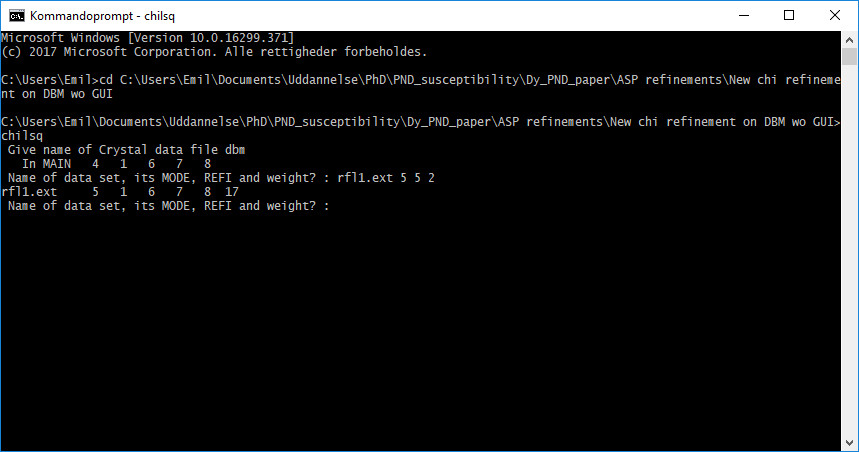 Kommandoprompt - chilsq
Microsoft Windows [Version 10.0.16299.371]
(c) 2017 Microsoft Corporation. Alle rettigheder forbeholdes.
C:\Users\Emil>cd C:\Users\Emil\Documents\Uddannelse\PhD\PND_susceptibility\Dy_PND_paper\ASP refinements\New chi refineme
nt on DBM wo GUI
C:\Users\Emil\Documents\Uddannelse\PhD\PND_susceptibility\Dy_PND_paper\ASP refinements\New chi refinement on DBM wo GUI>
chilsq
Give name of Crystal data file dbm
In MAIN 4 1 6 7 8
Name of data set, its MODE, REFI and weight? : rfl1.ext 5 5 2
rfl1.ext 5 1 6 7 8 17
Name of data set, its MODE, REFI and weight? :